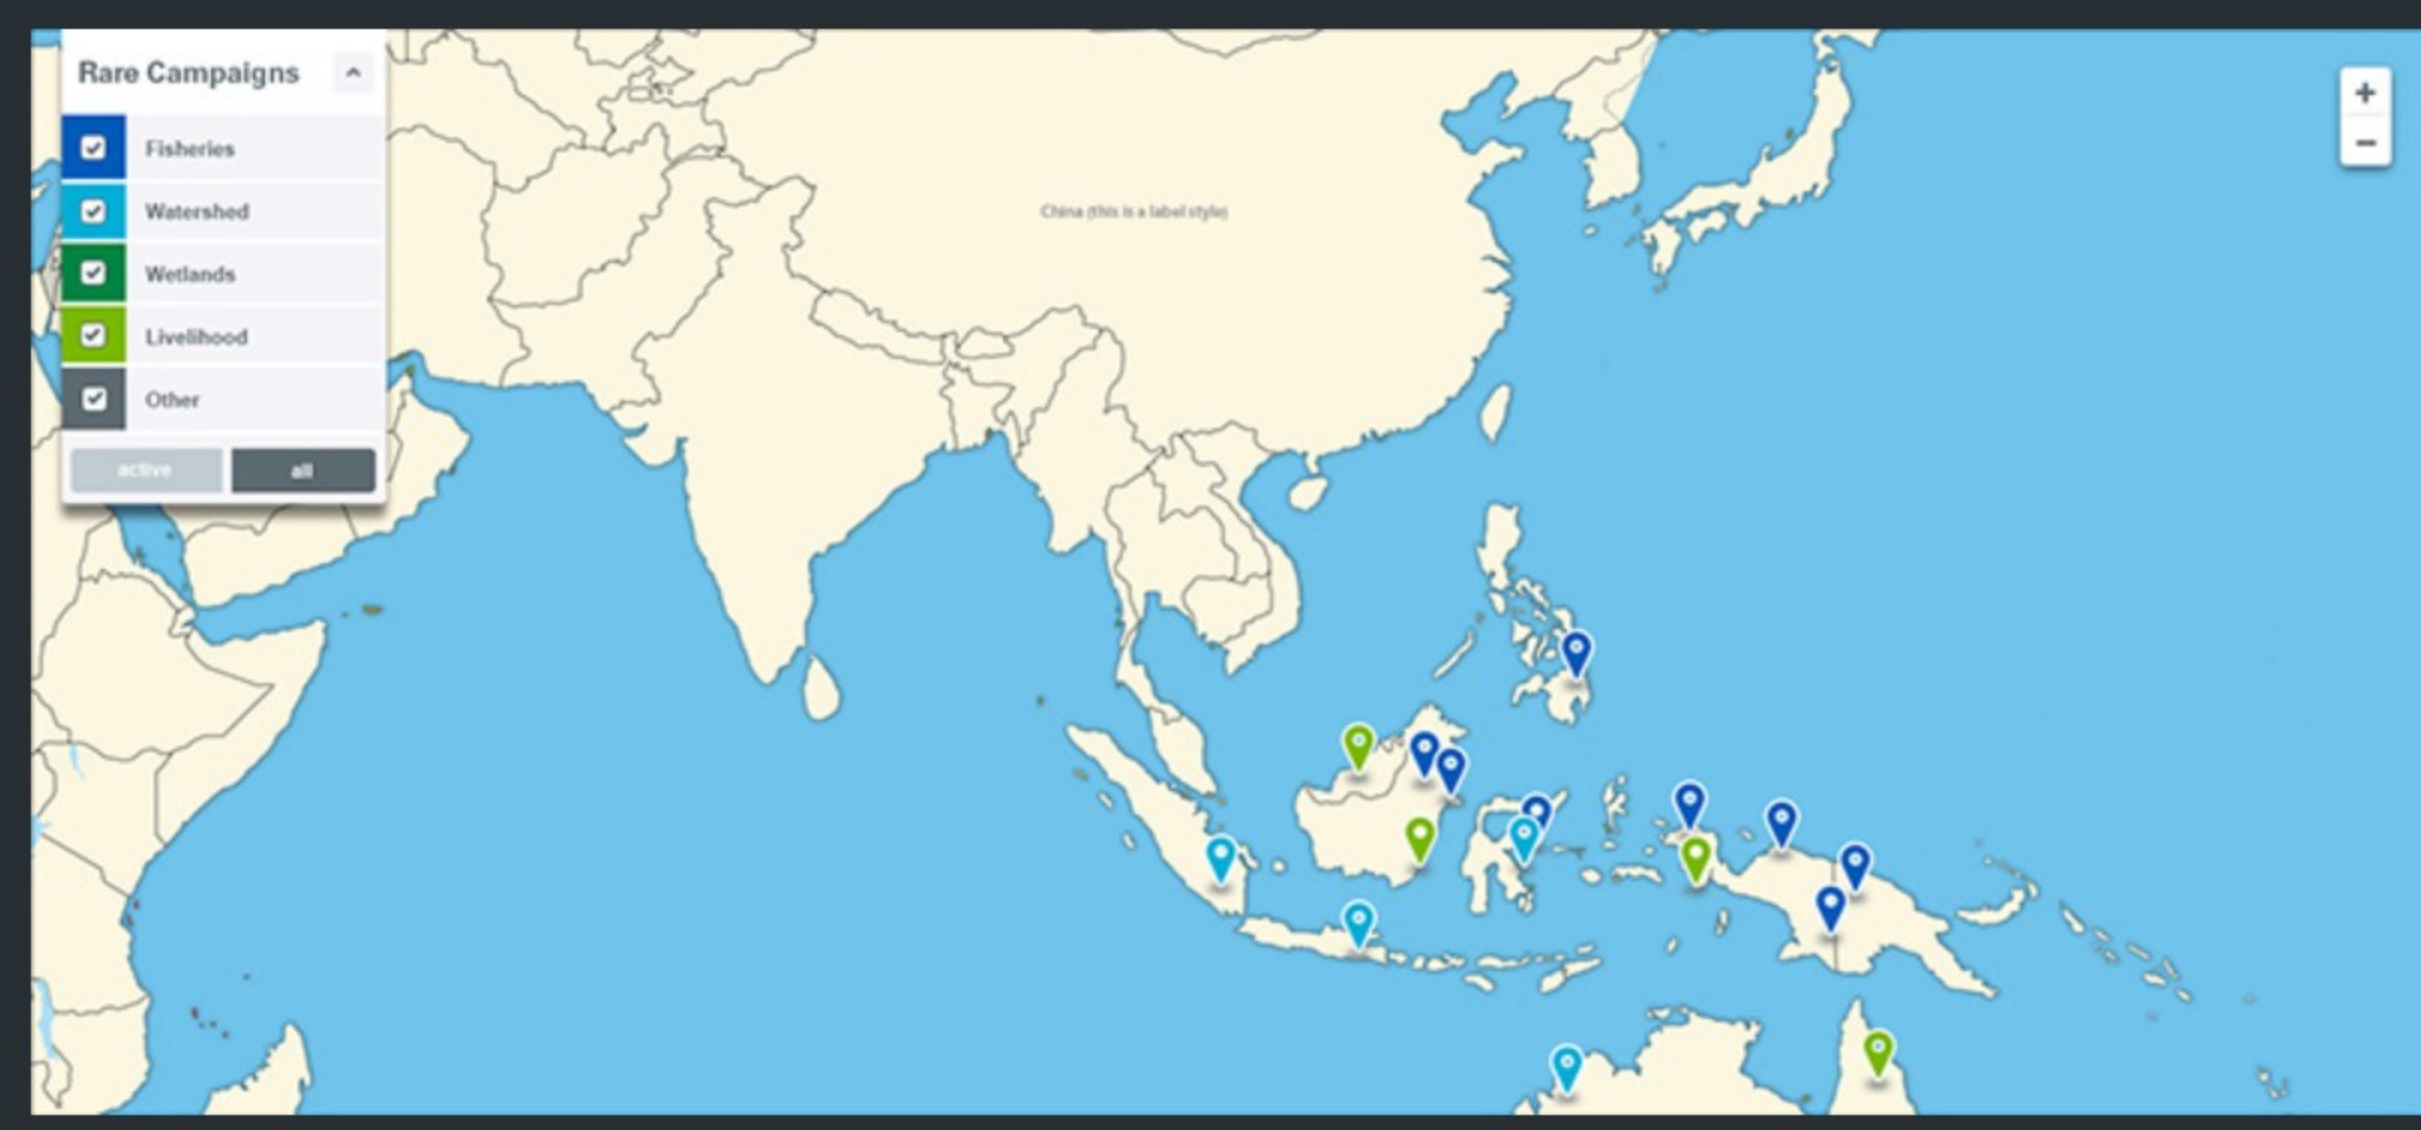 Rare Campaigns
Fisheries
Watershed
Wetlands
Livelihood
Other
active all
China (this is a label style)
+
−